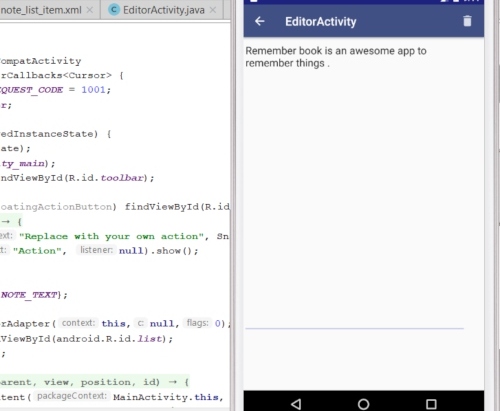 note_list_item.xml × EditorActivity.java ×
ompatActivity
rCallbacks<Cursor> {
EQUEST_CODE = 1001;
r;
edInstanceState) {
ate);
ty_main);
ndViewById(R.id.toolbar);
oatingActionButton) findViewById(R.id
→ {
ext: "Replace with your own action", Sn
t: "Action", listener: null).show();
NOTE_TEXT};
rAdapter( context: this, c: null, flags: 0);
ViewById(android.R.id.list);
;
arent, view, position, id) → {
tent( packageContext: MainActivity.this,
← EditorActivity
Remember book is an awesome app to
remember things .